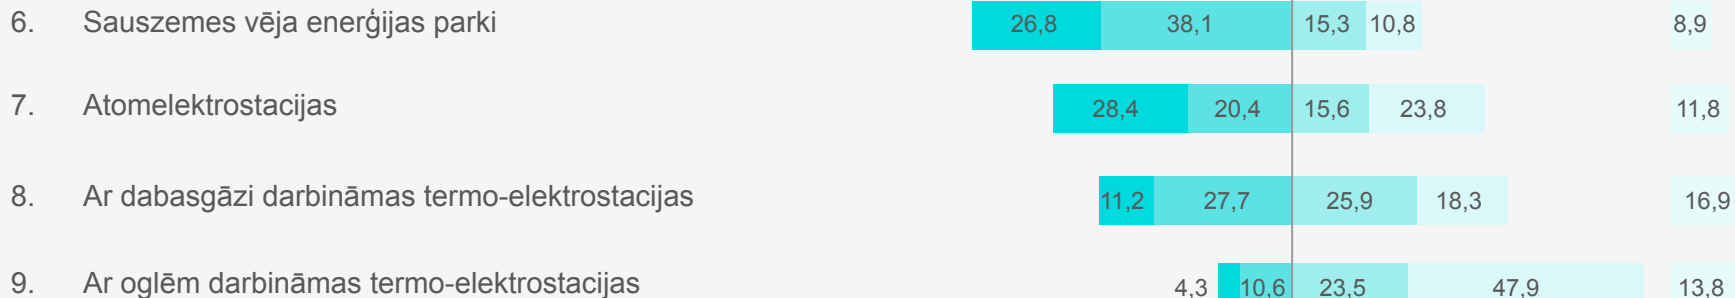 6. Sauszemes vēja enerģijas parki 26,8 38,1 15,3 10,8 8,9
7. Atomelektrostacijas 28,4 20,4 15,6 23,8 11,8
8. Ar dabasgāzi darbināmas termo-elektrostacijas 11,2 27,7 25,9 18,3 16,9
9. Ar oglēm darbināmas termo-elektrostacijas 4,3 10,6 23,5 47,9 13,8